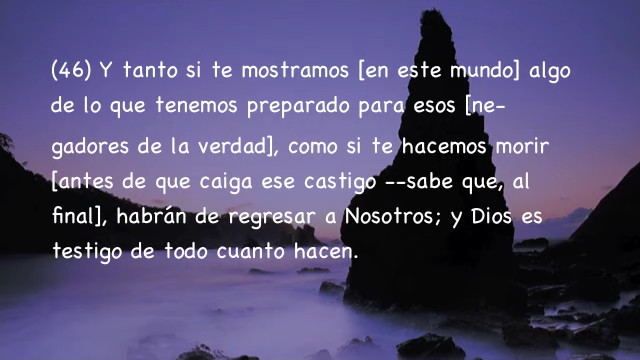 (46) Y tanto si te mostramos [en este mundo] algo
de lo que tenemos preparado para esos [ne-
gadores de la verdad], como si te hacemos morir
[antes de que caiga ese castigo --sabe que, al
final], habrán de regresar a Nosotros; y Dios es
testigo de todo cuanto hacen.